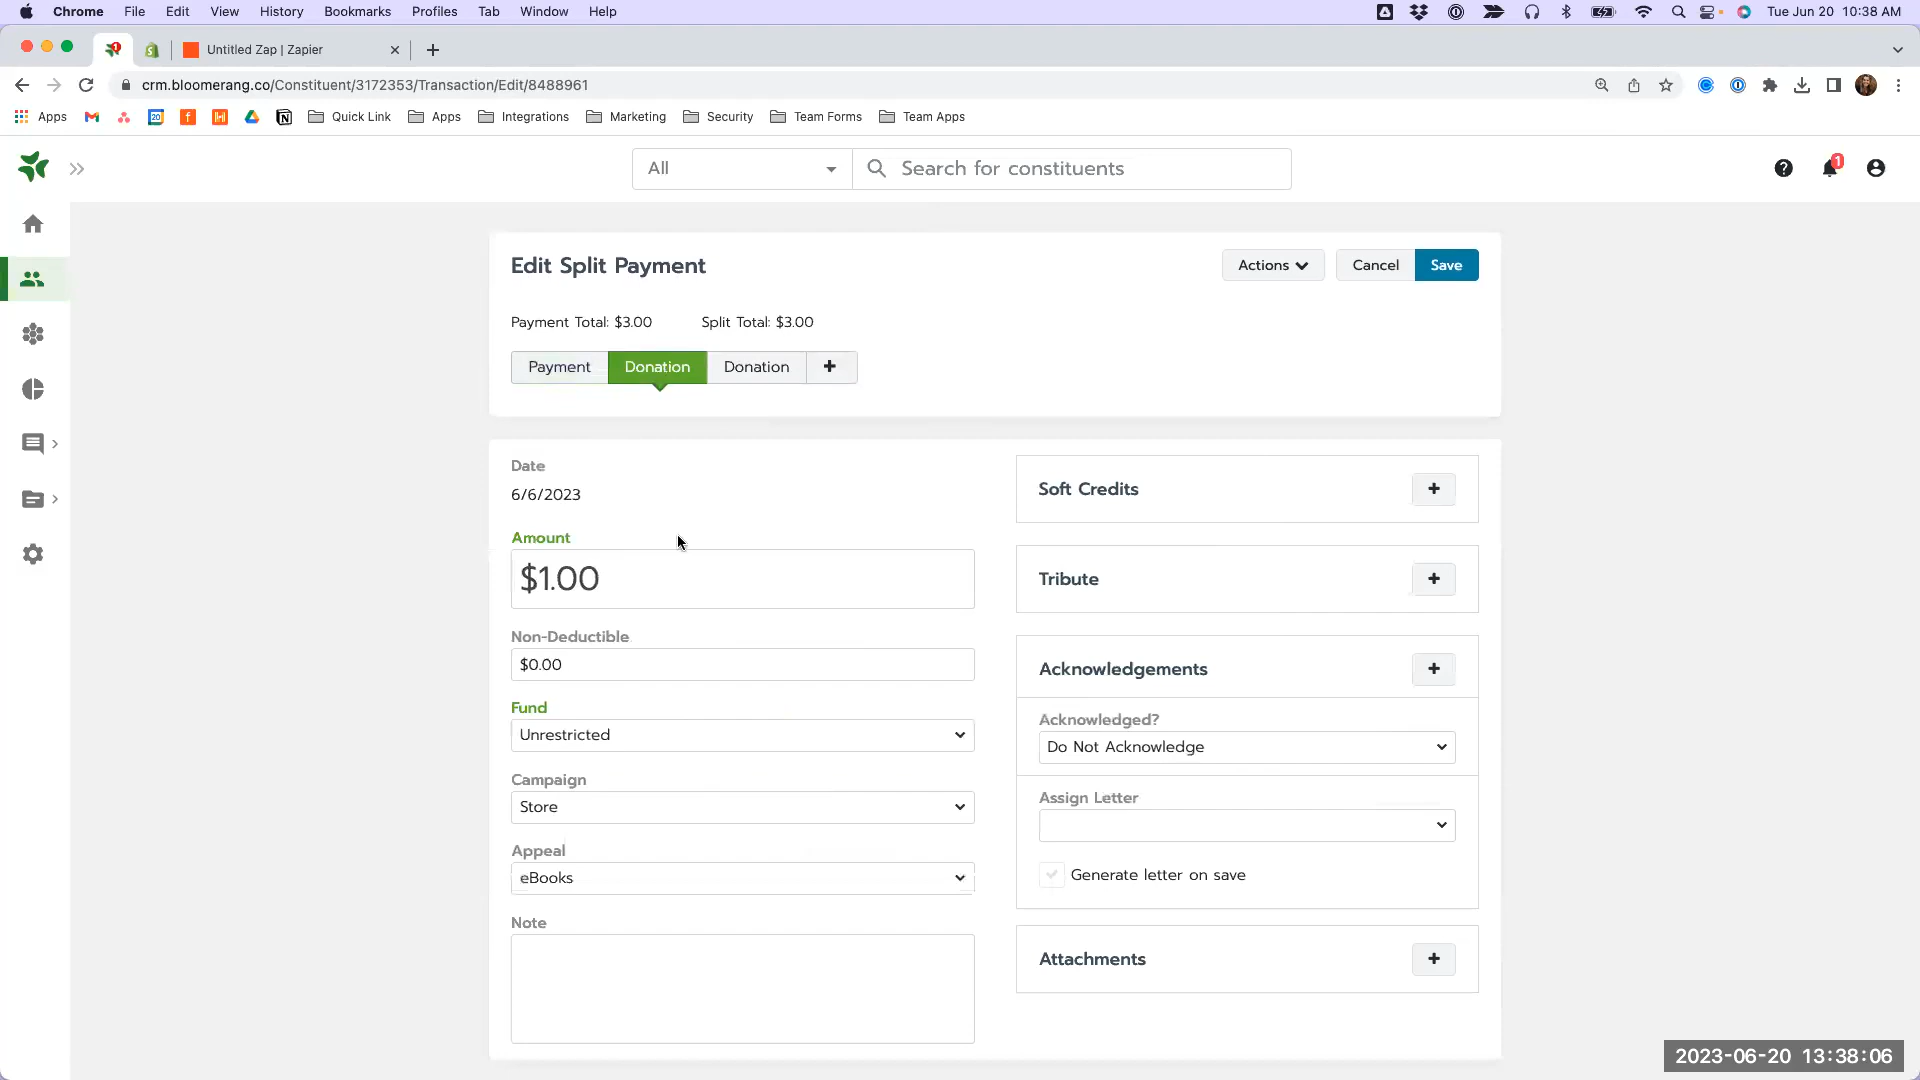 Chrome File Edit View History Bookmarks Profiles Tab Window Help Tue Jun 20 10:38 AM
Untitled Zap | Zapier
crm.bloomerang.co/Constituent/3172353/Transaction/Edit/8488961
Apps Quick Link Apps Integrations Marketing Security Team Forms Team Apps
All Search for constituents 1
Edit Split Payment Actions Cancel Save
Payment Total: $3.00 Split Total: $3.00
Payment Donation Donation +
Date
6/6/2023
Soft Credits +
Amount
$1.00
Tribute +
Non-Deductible
$0.00
Acknowledgements +
Fund
Unrestricted
Acknowledged?
Do Not Acknowledge
Campaign
Store
Assign Letter
Appeal
eBooks
Generate letter on save
Note
Attachments +
2023-06-20 13:38:06